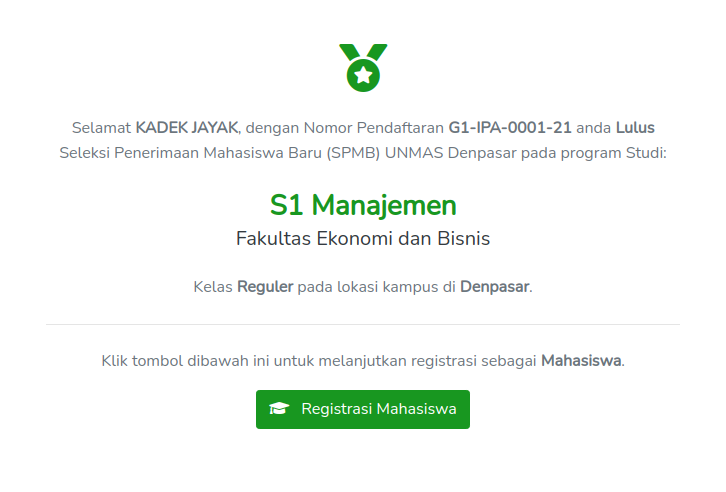 Selamat KADEK JAYAK, dengan Nomor Pendaftaran G1-IPA-0001-21 anda Lulus
Seleksi Penerimaan Mahasiswa Baru (SPMB) UNMAS Denpasar pada program Studi:
S1 Manajemen
Fakultas Ekonomi dan Bisnis
Kelas Reguler pada lokasi kampus di Denpasar.
Klik tombol dibawah ini untuk melanjutkan registrasi sebagai Mahasiswa.
Registrasi Mahasiswa